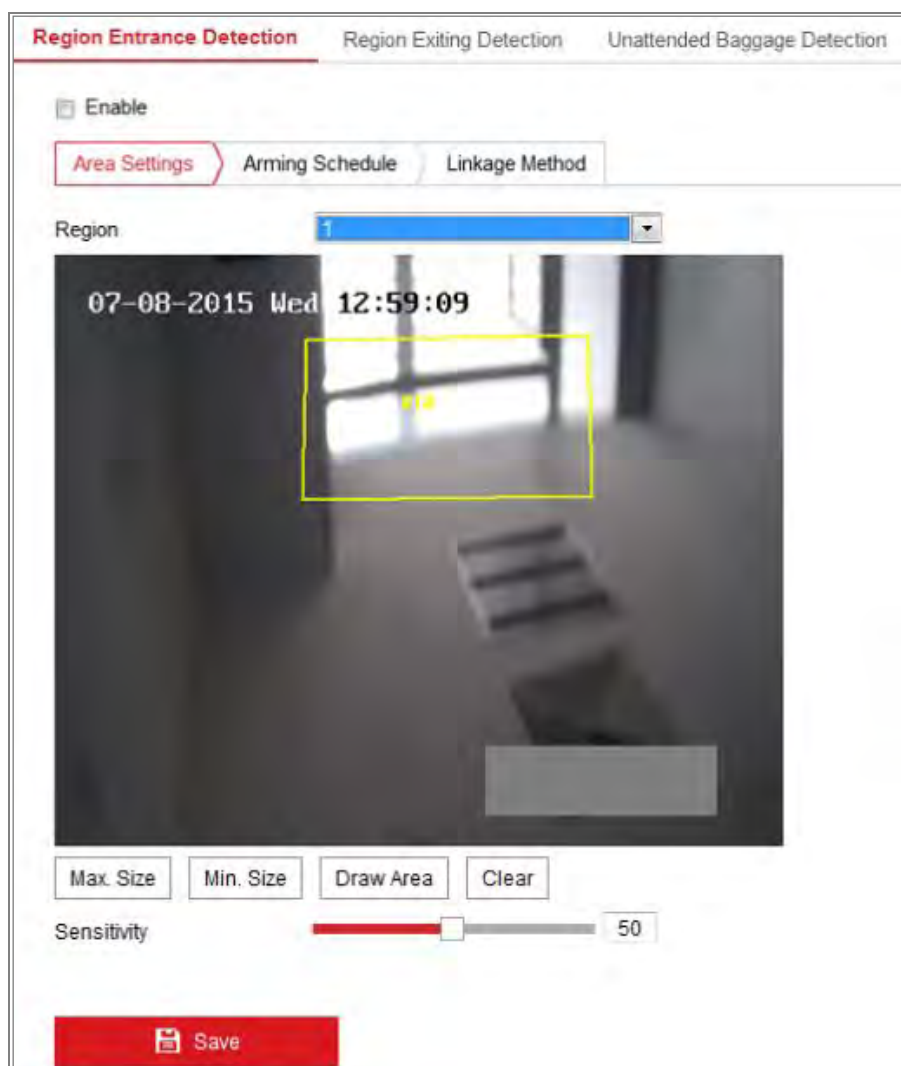 Region Entrance Detection Region Exiting Detection Unattended Baggage Detection
Enable
Area Settings Arming Schedule Linkage Method
Region 1
07-08-2015 Wed 12:59:09
Max. Size Min. Size Draw Area Clear
Sensitivity 50
Save